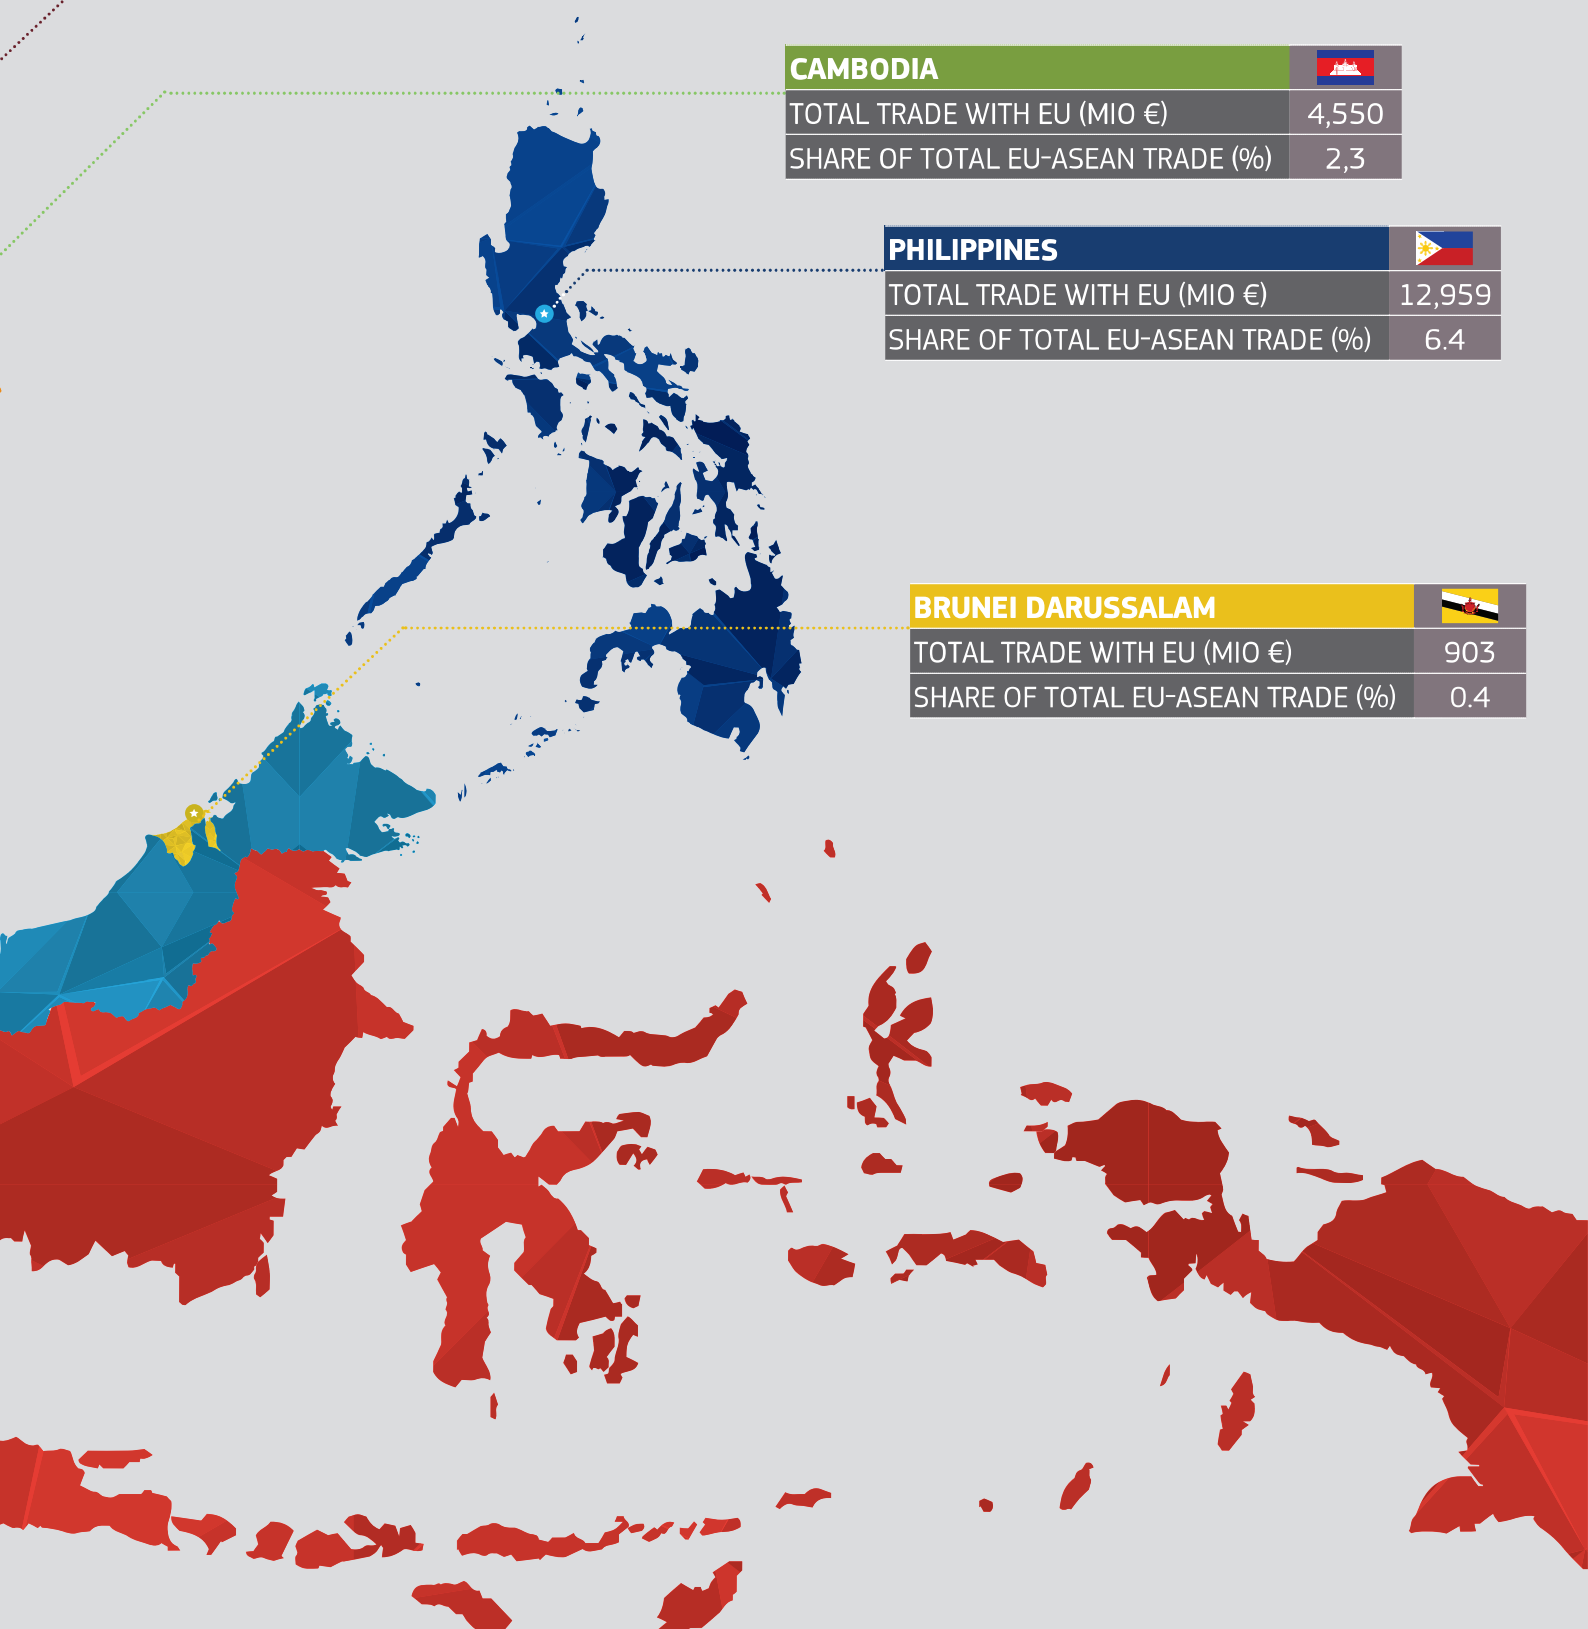 CAMBODIA
TOTAL TRADE WITH EU (MIO €) 4,550
SHARE OF TOTAL EU-ASEAN TRADE (%) 2,3
PHILIPPINES
TOTAL TRADE WITH EU (MIO €) 12,959
SHARE OF TOTAL EU-ASEAN TRADE (%) 6.4
BRUNEI DARUSSALAM
TOTAL TRADE WITH EU (MIO €) 903
SHARE OF TOTAL EU-ASEAN TRADE (%) 0.4